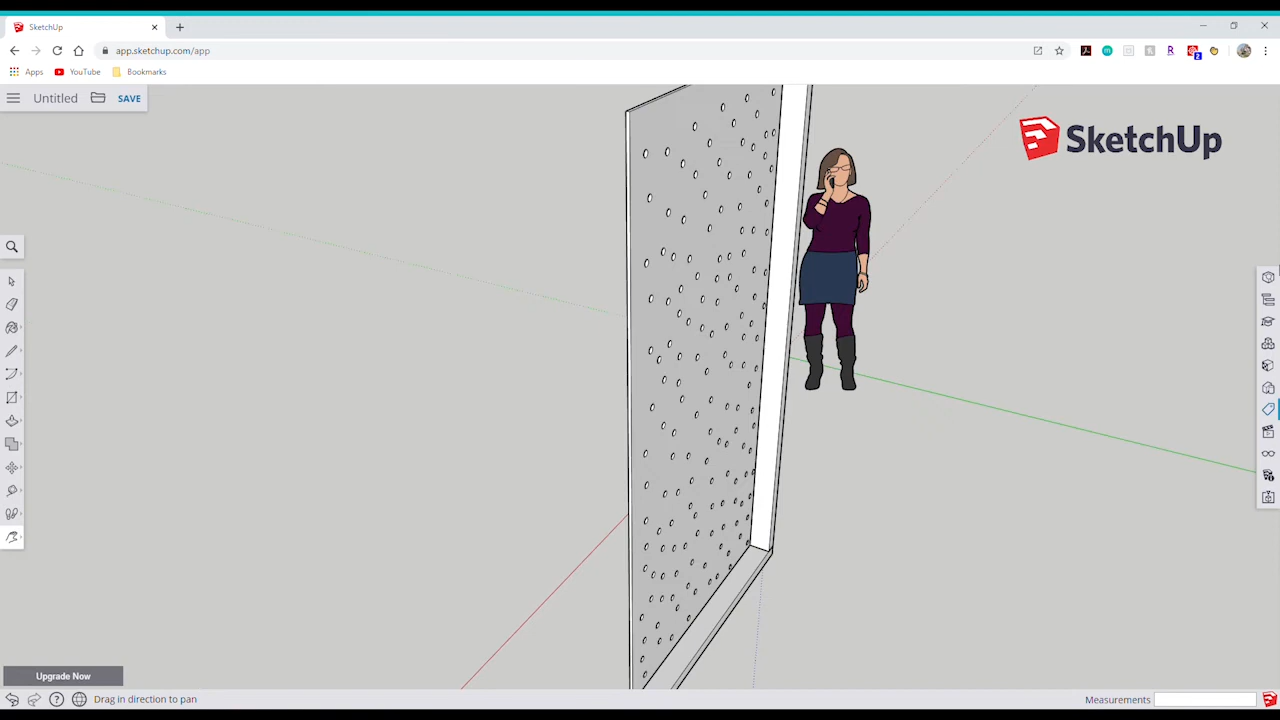 SketchUp
app.sketchup.com/app
R
2
Apps YouTube Bookmarks
Untitled SAVE
SketchUp
Upgrade Now
Drag in direction to pan
Measurements